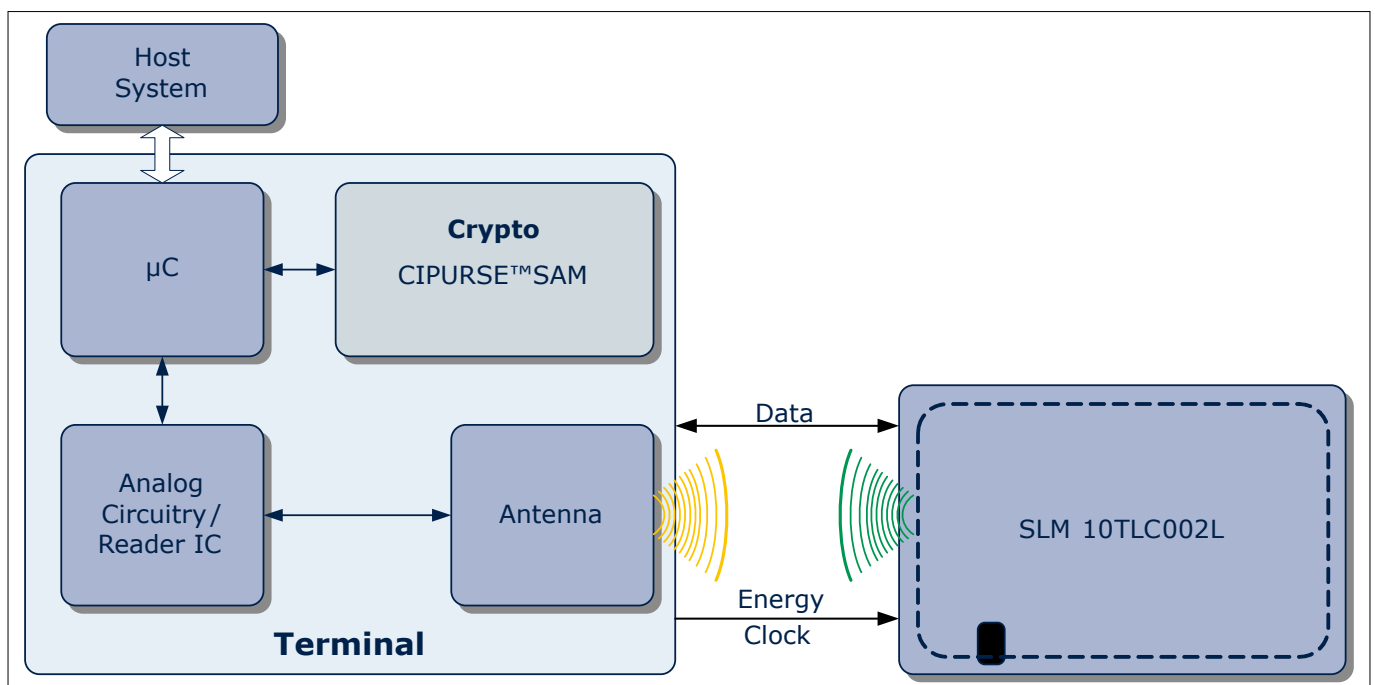 Host
System
µC
Crypto
CIPURSE™SAM
Analog
Circuitry/
Reader IC
Antenna
Terminal
Data
Energy
Clock
SLM 10TLC002L